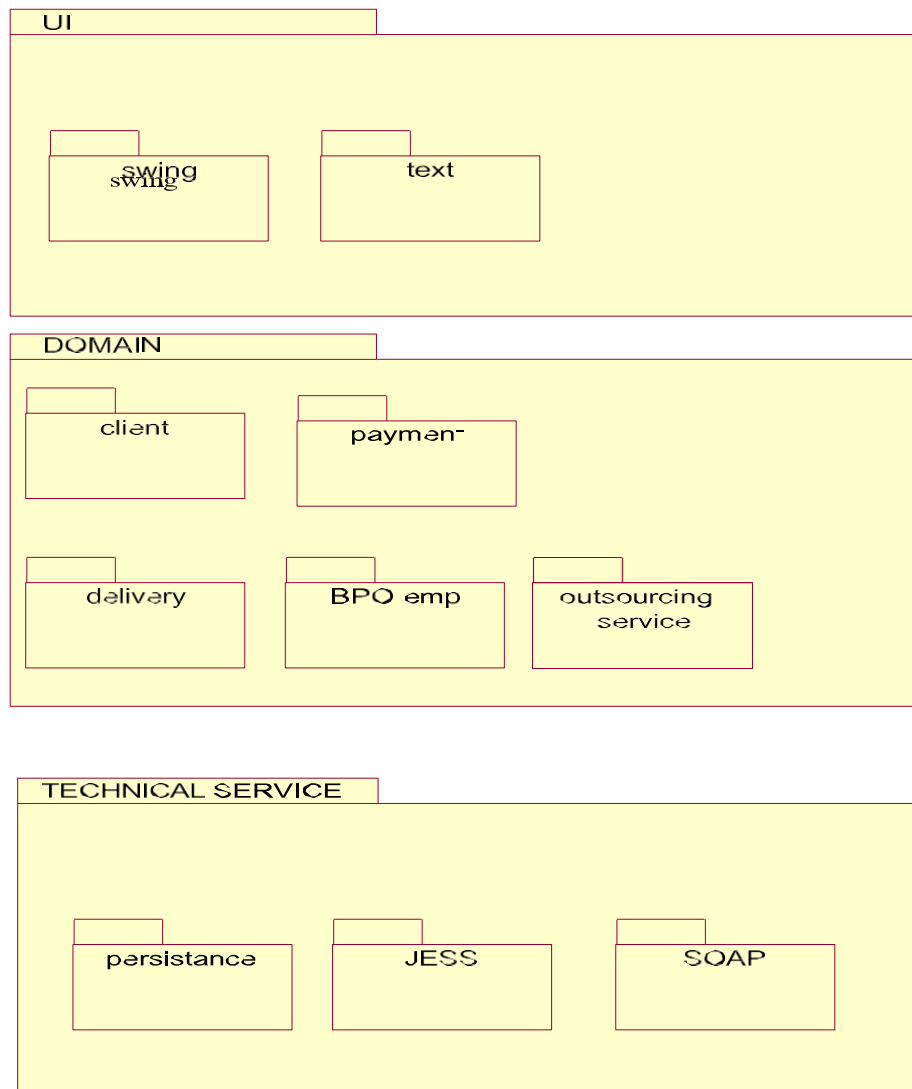 UI
swing
swing
text
DOMAIN
client
payment
delivery
BPO emp
outsourcing
service
TECHNICAL SERVICE
persistance
JESS
SOAP